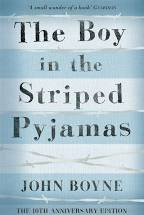 'A small wonder of a book' GUARDIAN
The Boy
in the
Striped
Pyjamas
JOHN BOYNE
THE 10TH ANNIVERSARY EDITION